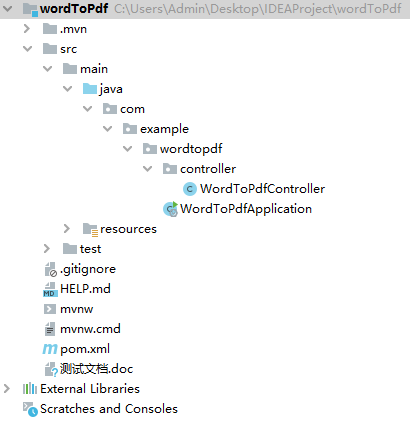 wordToPdf C:\Users\Admin\Desktop\IDEAProject\wordToPdf
.mvn
src
main
java
com
example
wordtopdf
controller
C WordToPdfController
C WordToPdfApplication
resources
test
.gitignore
MD HELP.md
mvnw
mvnw.cmd
m pom.xml
? 测试文档.doc
External Libraries
Scratches and Consoles